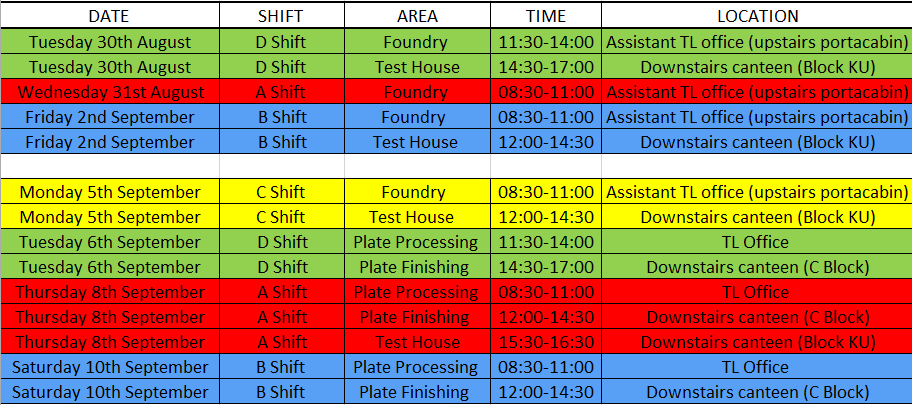 DATE SHIFT AREA TIME LOCATION
Tuesday 30th August D Shift Foundry 11:30-14:00 Assistant TL office (upstairs portacabin)
Tuesday 30th August D Shift Test House 14:30-17:00 Downstairs canteen (Block KU)
Wednesday 31st August A Shift Foundry 08:30-11:00 Assistant TL office (upstairs portacabin)
Friday 2nd September B Shift Foundry 08:30-11:00 Assistant TL office (upstairs portacabin)
Friday 2nd September B Shift Test House 12:00-14:30 Downstairs canteen (Block KU)
Monday 5th September C Shift Foundry 08:30-11:00 Assistant TL office (upstairs portacabin)
Monday 5th September C Shift Test House 12:00-14:30 Downstairs canteen (Block KU)
Tuesday 6th September D Shift Plate Processing 11:30-14:00 TL Office
Tuesday 6th September D Shift Plate Finishing 14:30-17:00 Downstairs canteen (C Block)
Thursday 8th September A Shift Plate Processing 08:30-11:00 TL Office
Thursday 8th September A Shift Plate Finishing 12:00-14:30 Downstairs canteen (C Block)
Thursday 8th September A Shift Test House 15:30-16:30 Downstairs canteen (Block KU)
Saturday 10th September B Shift Plate Processing 08:30-11:00 TL Office
Saturday 10th September B Shift Plate Finishing 12:00-14:30 Downstairs canteen (C Block)